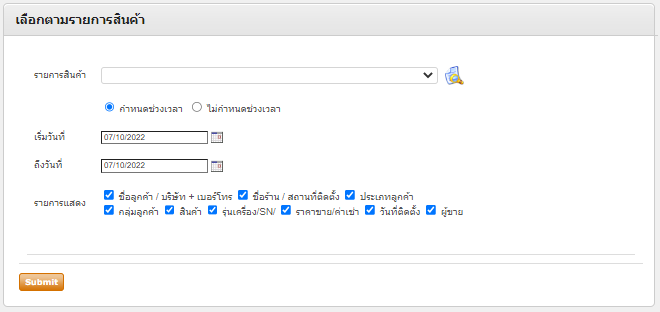 เลือกตามรายการสินค้า
รายการสินค้า
กำหนดช่วงเวลา ไม่กำหนดช่วงเวลา
เริ่มวันที่ 07/10/2022
ถึงวันที่ 07/10/2022
รายการแสดง ชื่อลูกค้า / บริษัท + เบอร์โทร ชื่อร้าน / สถานที่ติดตั้ง ประเภทลูกค้า
กลุ่มลูกค้า สินค้า รุ่นเครื่อง/SN/ ราคาขาย/ค่าเช่า วันที่ติดตั้ง ผู้ขาย
Submit